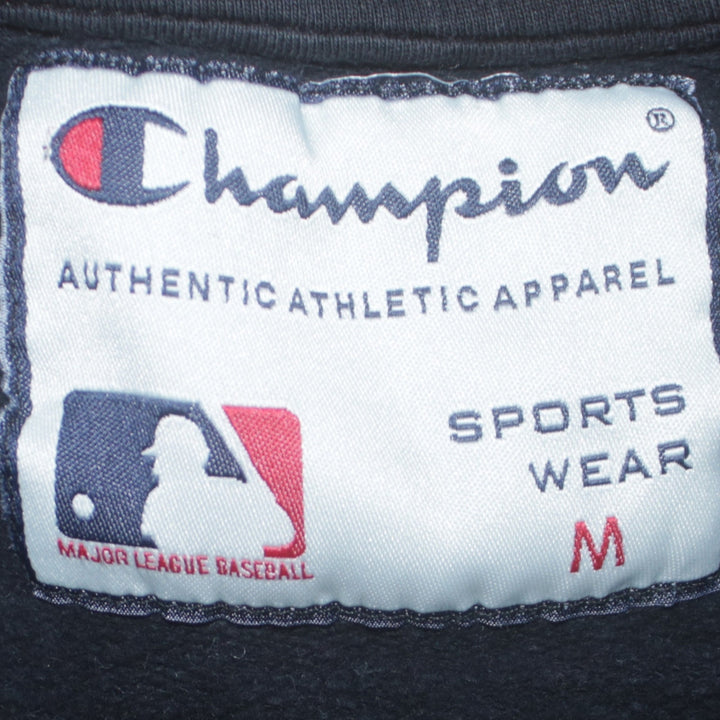 Champion®
AUTHENTIC ATHLETIC APPAREL
SPORTS
WEAR
M
MAJOR LEAGUE BASEBALL